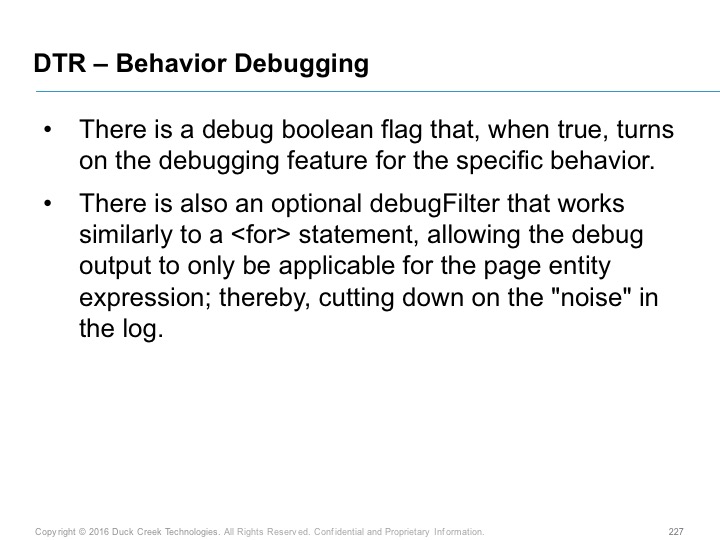 DTR – Behavior Debugging
• There is a debug boolean flag that, when true, turns
on the debugging feature for the specific behavior.
• There is also an optional debugFilter that works
similarly to a <for> statement, allowing the debug
output to only be applicable for the page entity
expression; thereby, cutting down on the "noise" in
the log.
Copyright © 2016 Duck Creek Technologies. All Rights Reserved. Confidential and Proprietary Information. 227